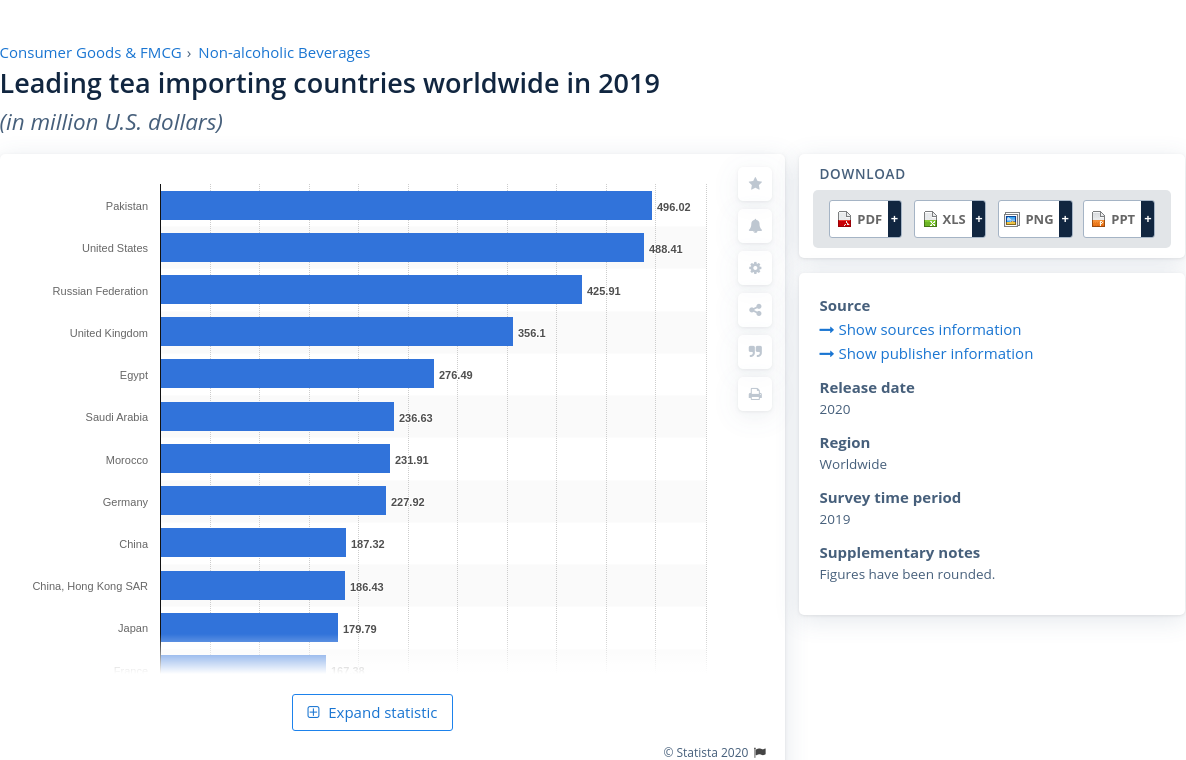 Consumer Goods & FMCG › Non-alcoholic Beverages
Leading tea importing countries worldwide in 2019
(in million U.S. dollars)
Pakistan 496.02
United States 488.41
Russian Federation 425.91
United Kingdom 356.1
Egypt 276.49
Saudi Arabia 236.63
Morocco 231.91
Germany 227.92
China 187.32
China, Hong Kong SAR 186.43
Japan 179.79
France 167.28
Expand statistic
© Statista 2020
DOWNLOAD
PDF + XLS + PNG + PPT +
Source
Show sources information
Show publisher information
Release date
2020
Region
Worldwide
Survey time period
2019
Supplementary notes
Figures have been rounded.